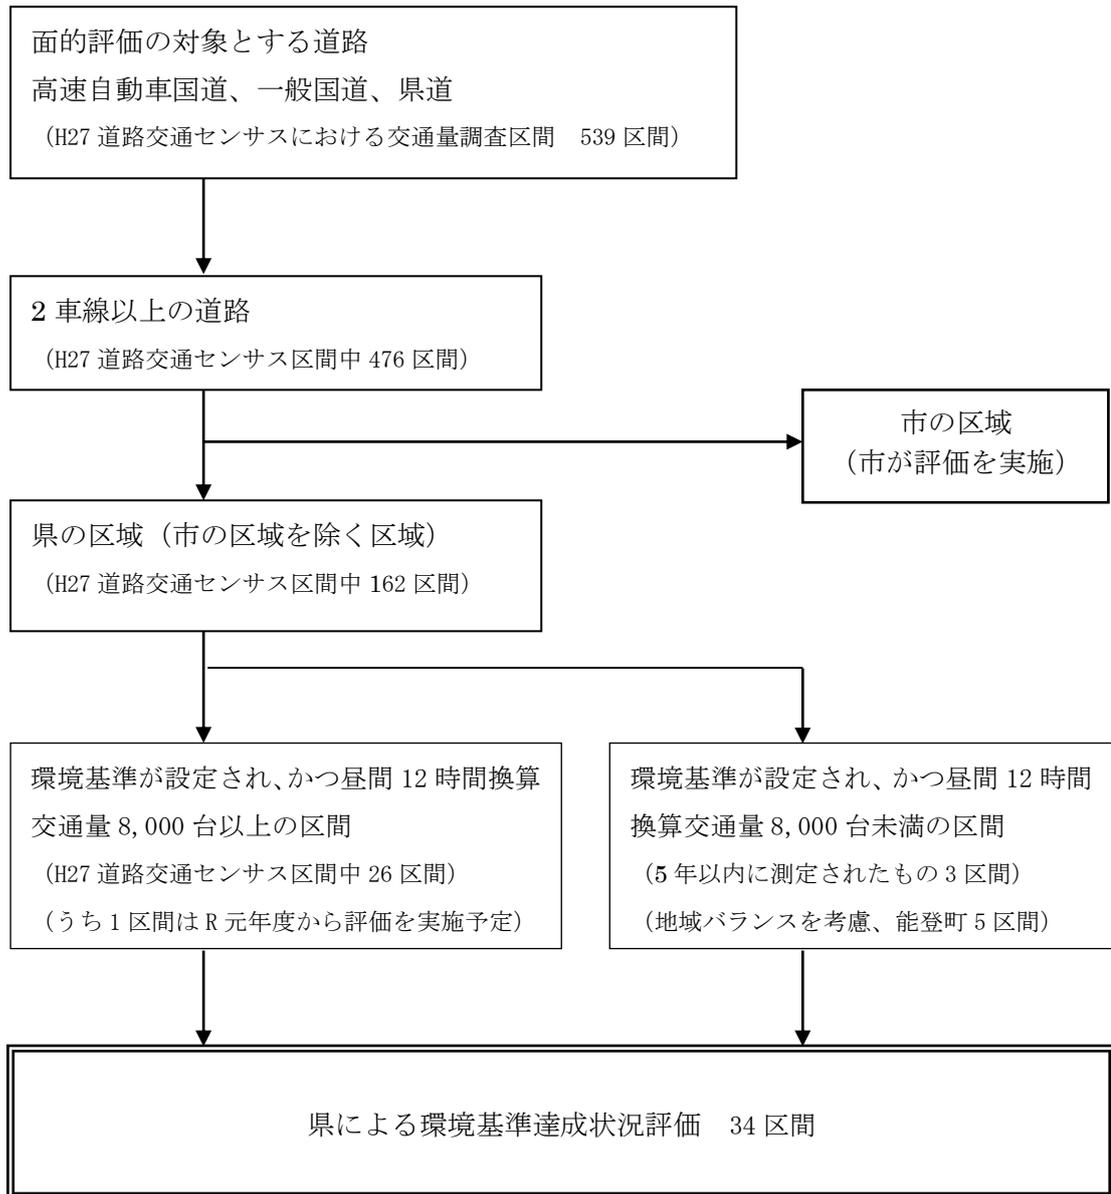 面的評価の対象とする道路
高速自動車国道、一般国道、県道
（H27 道路交通センサスにおける交通量調査区間　539 区間）
2 車線以上の道路
（H27 道路交通センサス区間中 476 区間）
市の区域
（市が評価を実施）
県の区域（市の区域を除く区域）
（H27 道路交通センサス区間中 162 区間）
環境基準が設定され、かつ昼間 12 時間換算
交通量 8,000 台以上の区間
（H27 道路交通センサス区間中 26 区間）
（うち 1 区間は R 元年度から評価を実施予定）
環境基準が設定され、かつ昼間 12 時間
換算交通量 8,000 台未満の区間
（5 年以内に測定されたもの 3 区間）
（地域バランスを考慮、能登町 5 区間）
県による環境基準達成状況評価　34 区間